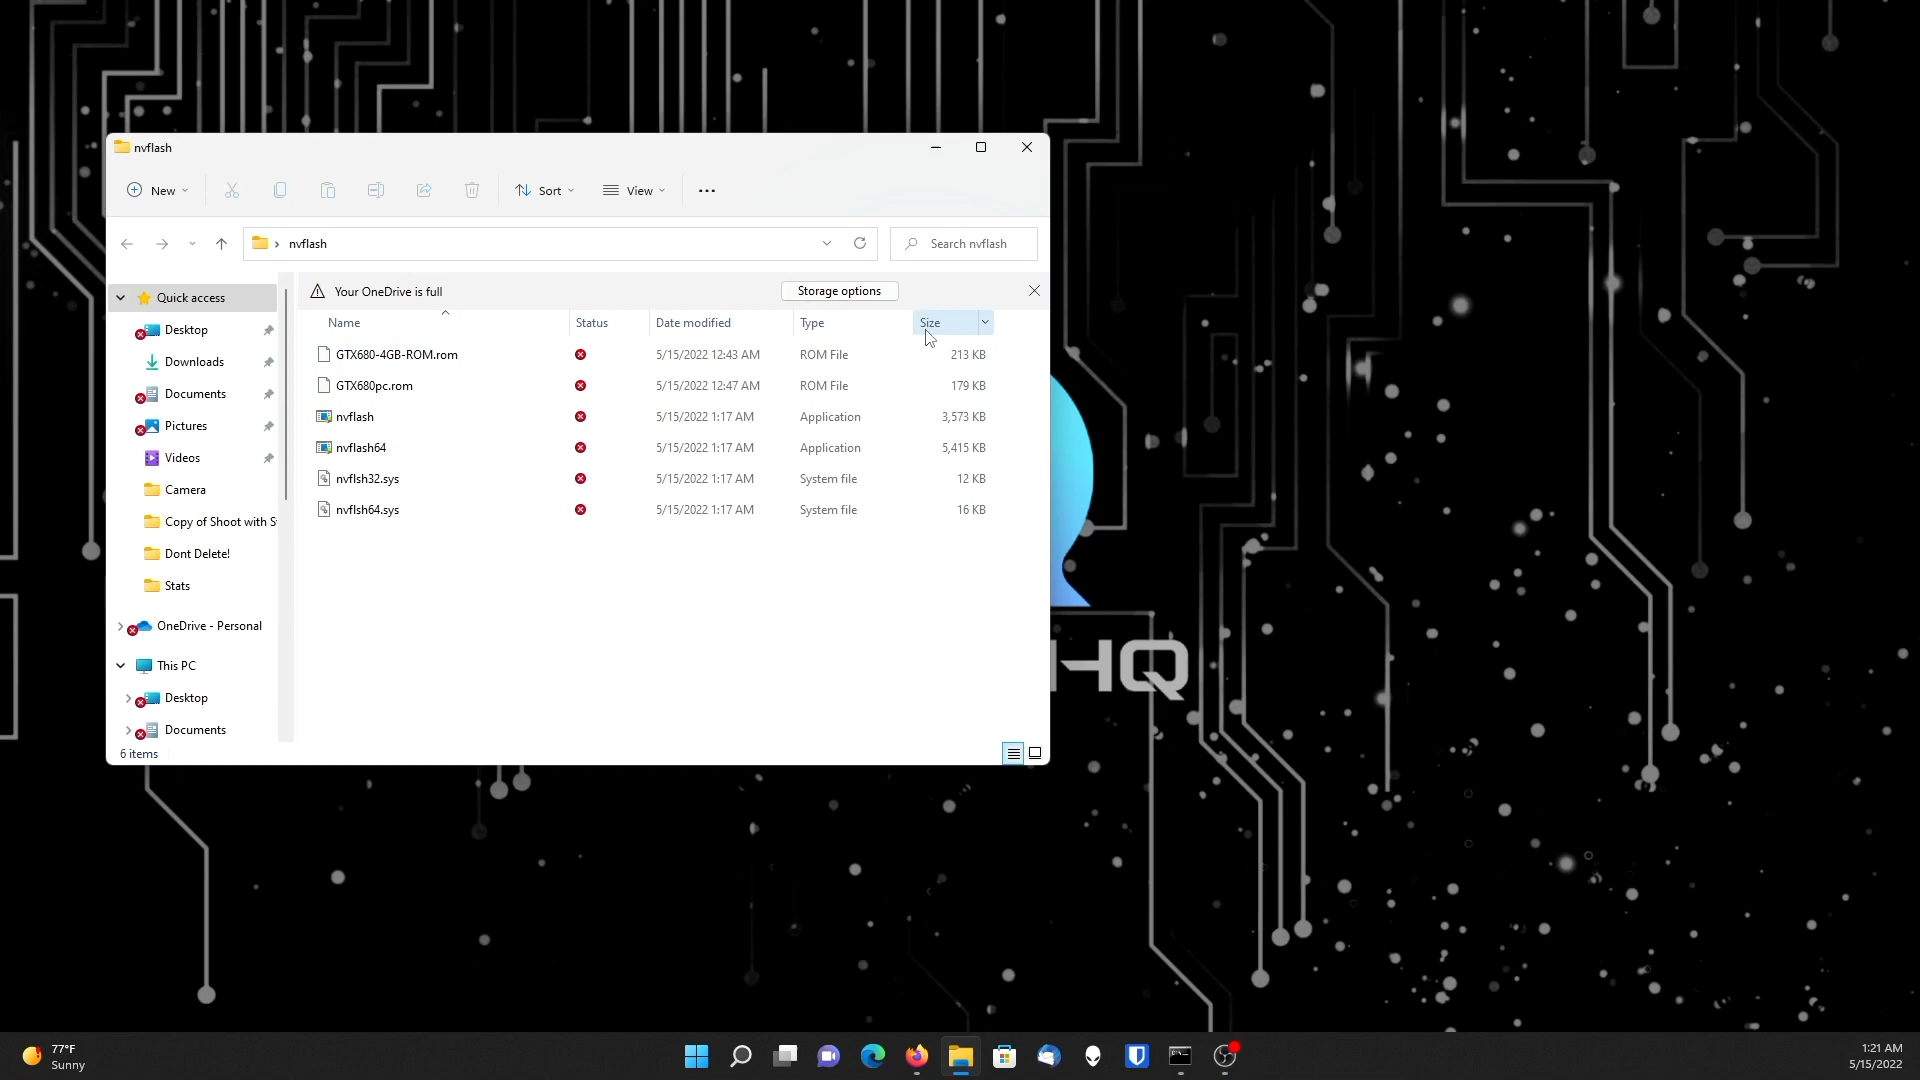 nvflash
New
Sort
View
nvflash
Search nvflash
Quick access
Desktop
Downloads
Documents
Pictures
Videos
Camera
Copy of Shoot with S
Dont Delete!
Stats
OneDrive - Personal
This PC
Desktop
Documents
Your OneDrive is full
Storage options
Name Status Date modified Type Size
GTX680-4GB-ROM.rom 5/15/2022 12:43 AM ROM File 213 KB
GTX680pc.rom 5/15/2022 12:47 AM ROM File 179 KB
nvflash 5/15/2022 1:17 AM Application 3,573 KB
nvflash64 5/15/2022 1:17 AM Application 5,415 KB
nvflsh32.sys 5/15/2022 1:17 AM System file 12 KB
nvflsh64.sys 5/15/2022 1:17 AM System file 16 KB
6 items
HQ
77°F
Sunny
1:21 AM
5/15/2022